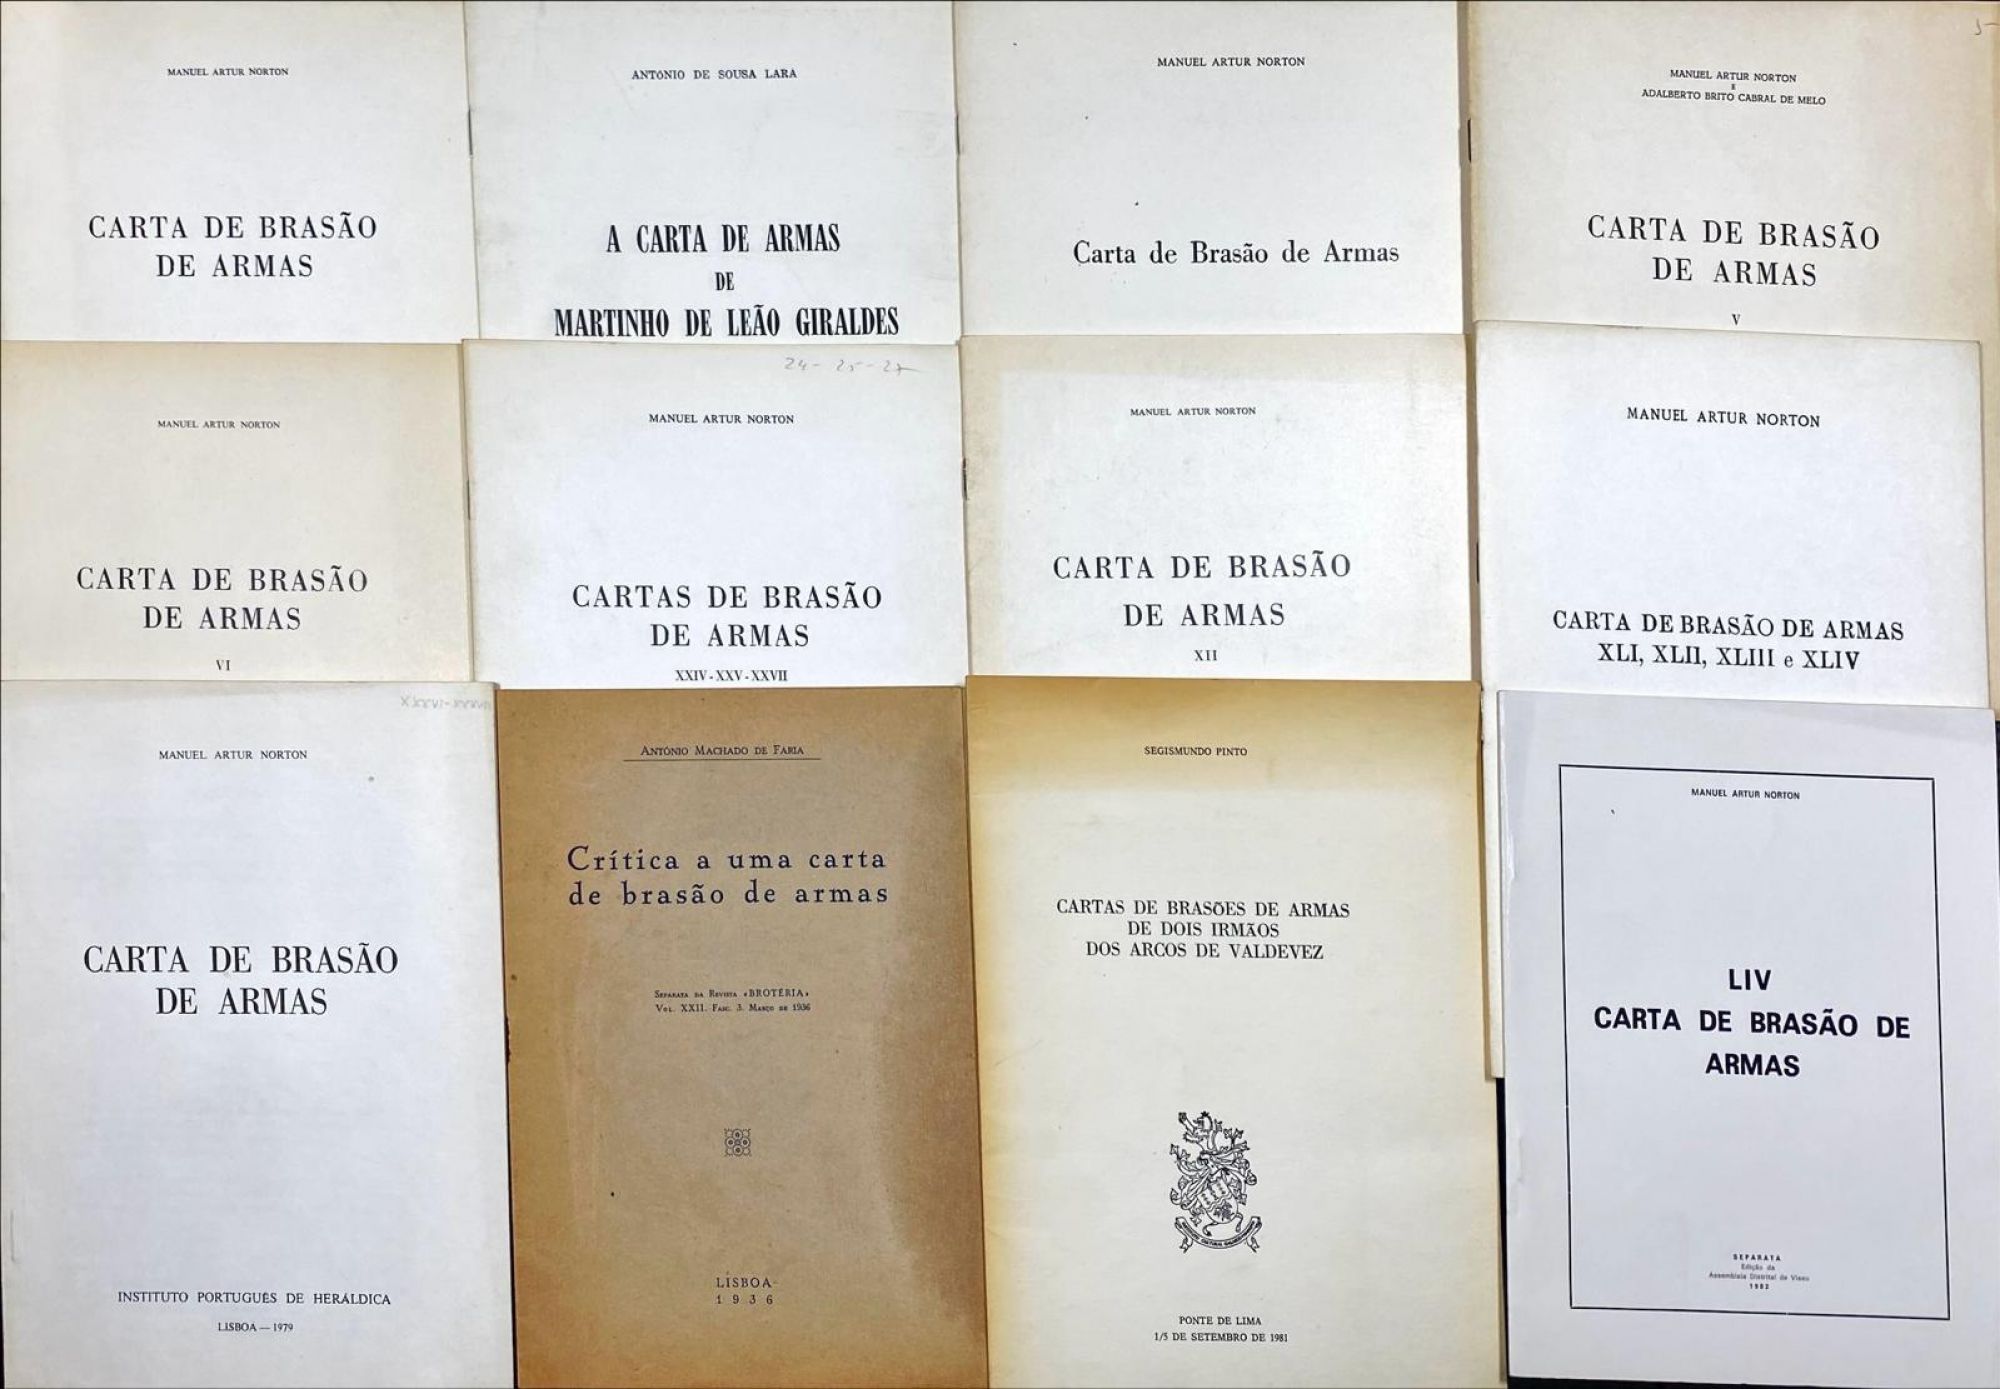 MANUEL ARTUR NORTON
CARTA DE BRASÃO
DE ARMAS
ANTÓNIO DE SOUSA LARA
A CARTA DE ARMAS
DE
MARTINHO DE LEÃO GIRALDES
MANUEL ARTUR NORTON
Carta de Brasão de Armas
MANUEL ARTUR NORTON
E
ADALBERTO BRITO CABRAL DE MELO
CARTA DE BRASÃO
DE ARMAS
V
MANUEL ARTUR NORTON
CARTA DE BRASÃO
DE ARMAS
VI
24 - 25 - 27
MANUEL ARTUR NORTON
CARTAS DE BRASÃO
DE ARMAS
XXIV - XXV - XXVII
MANUEL ARTUR NORTON
CARTA DE BRASÃO
DE ARMAS
XII
MANUEL ARTUR NORTON
CARTA DE BRASÃO DE ARMAS
XLI, XLII, XLIII e XLIV
MANUEL ARTUR NORTON
CARTA DE BRASÃO
DE ARMAS
INSTITUTO PORTUGUÊS DE HERÁLDICA
LISBOA — 1979
ANTÓNIO MACHADO DE FARIA
Crítica a uma carta
de brasão de armas
SEPARATA DA REVISTA «BROTÉRIA»
VOL. XXII. FASC. 3. MARÇO DE 1936
LISBOA
1936
SEGISMUNDO PINTO
CARTAS DE BRASÕES DE ARMAS
DE DOIS IRMÃOS
DOS ARCOS DE VALDEVEZ
PONTE DE LIMA
1/5 DE SETEMBRO DE 1981
MANUEL ARTUR NORTON
LIV
CARTA DE BRASÃO DE
ARMAS
SEPARATA
Edição da
Assembleia Distrital de Viseu
1982